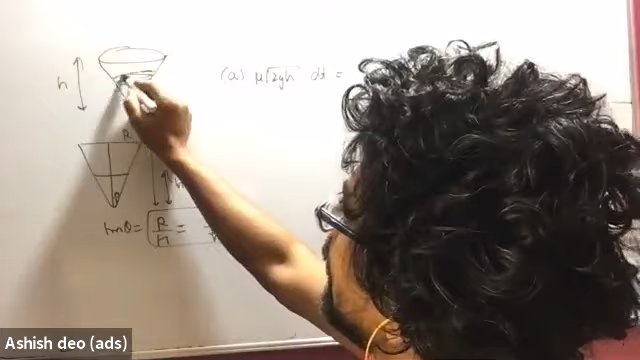 h
(a) μ√2gh dt =
R
θ
tanθ = R/H =
Ashish deo (ads)